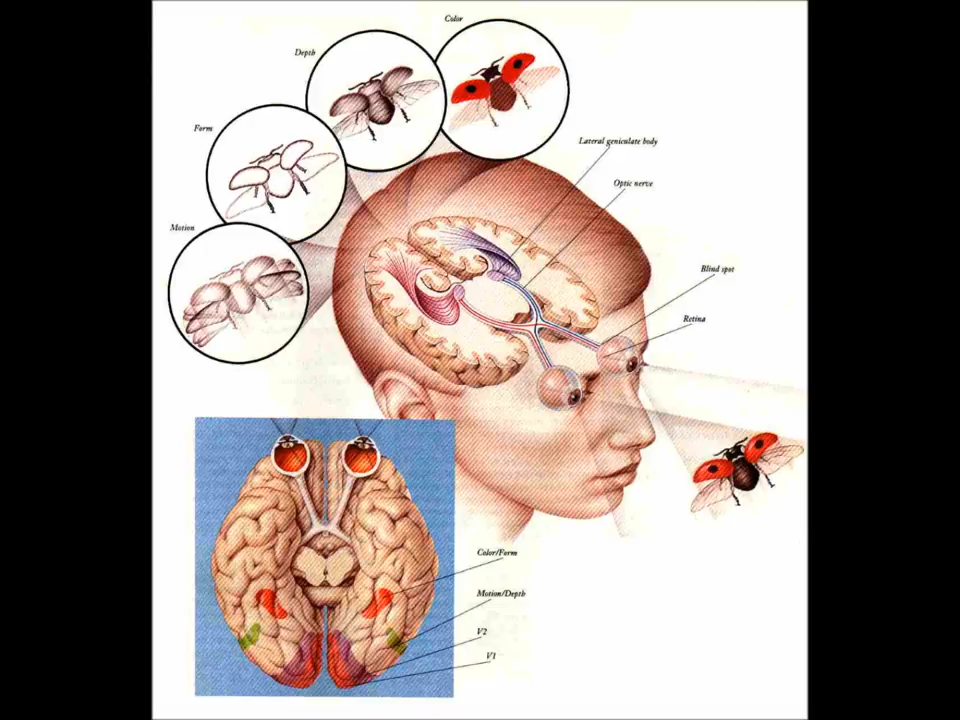 Color
Depth
Form
Motion
Lateral geniculate body
Optic nerve
Blind spot
Retina
Color/Form
Motion/Depth
V2
V1